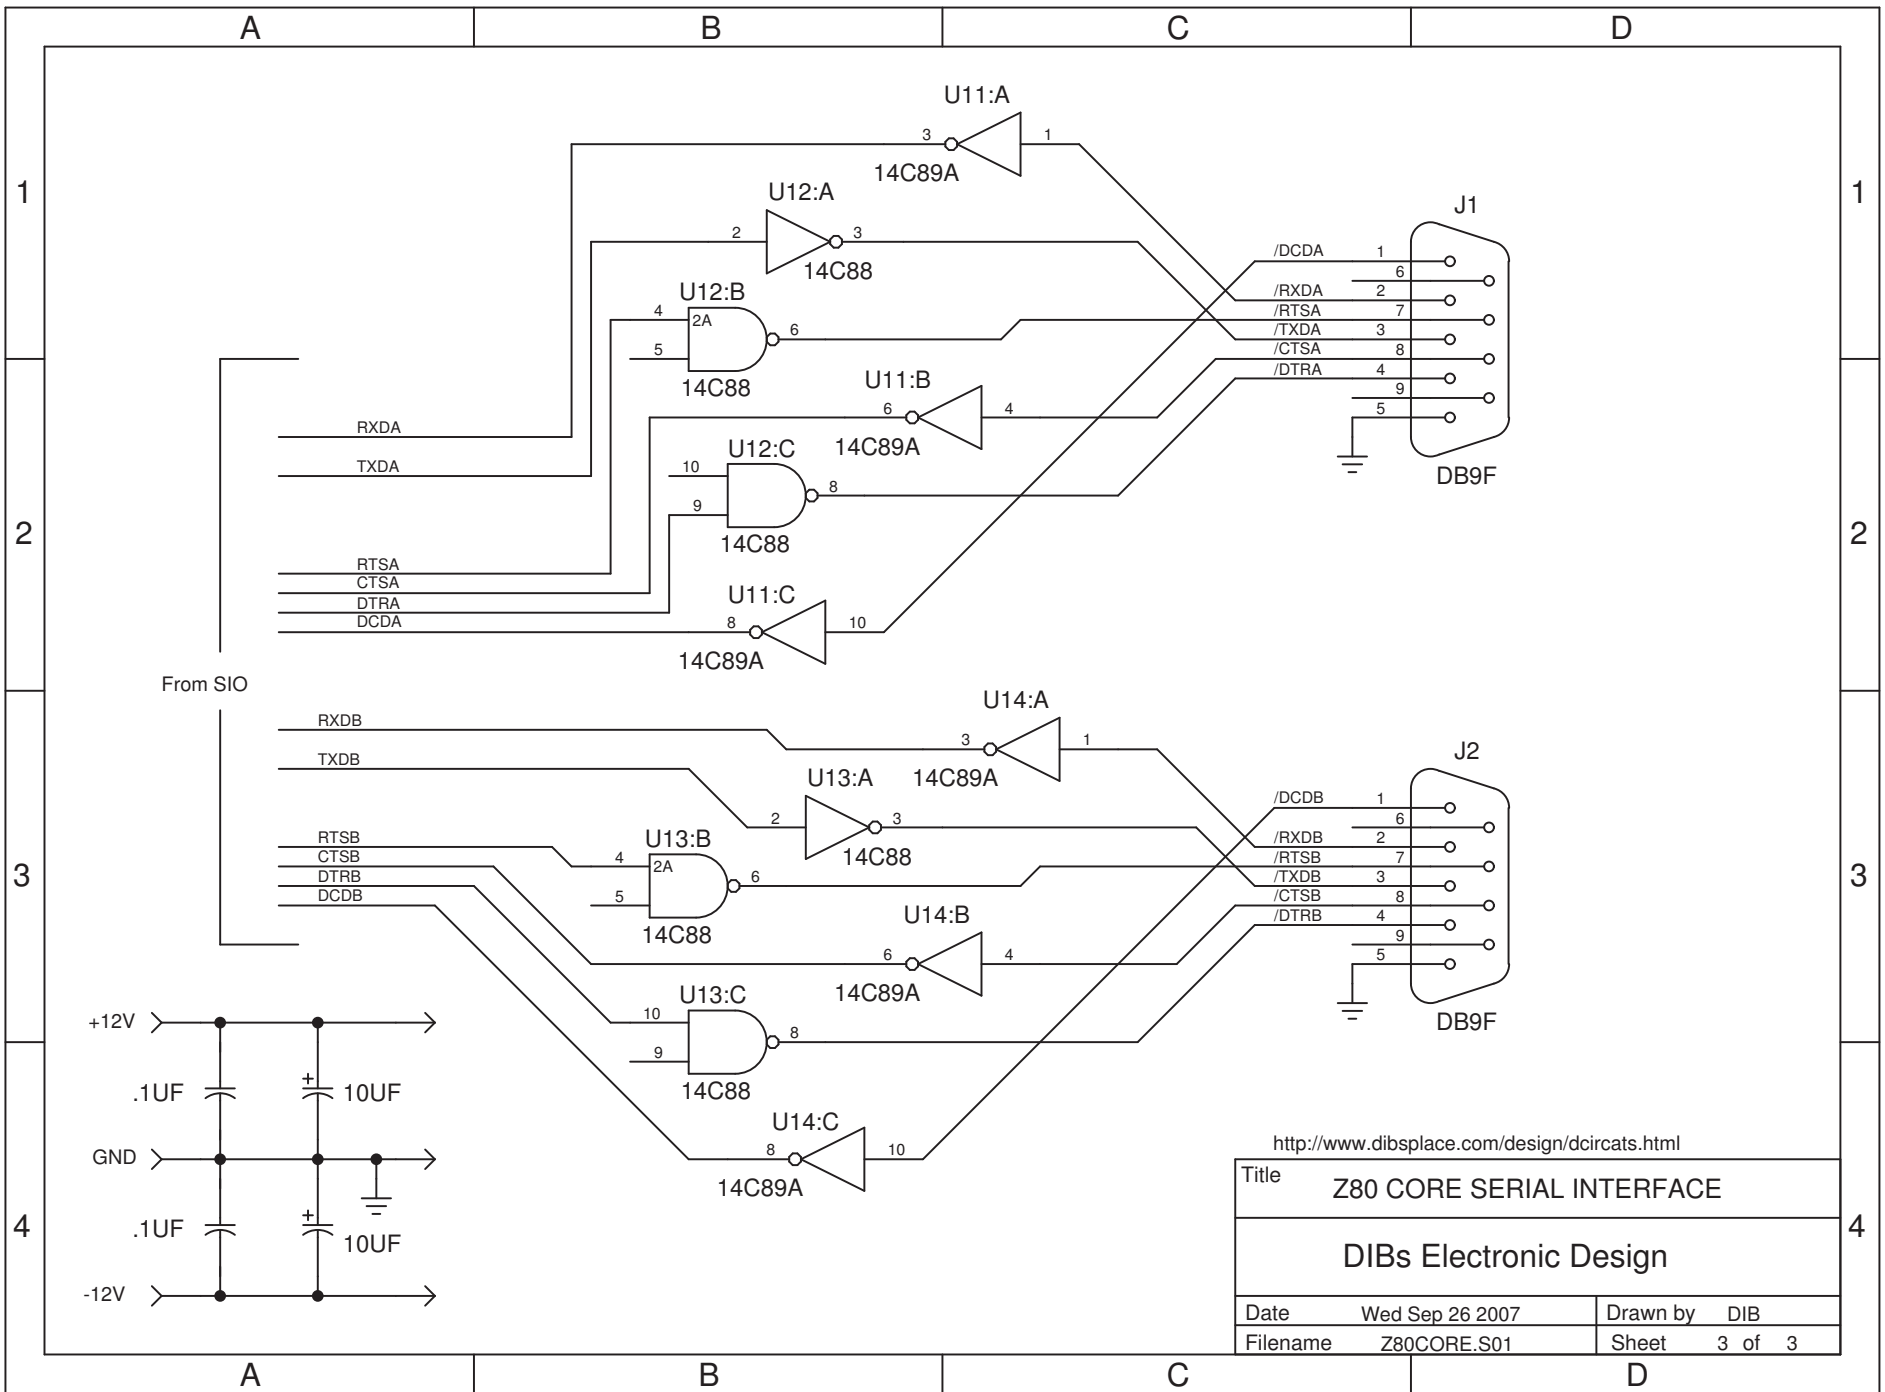 A B C D
1
2
3
4
1
2
3
4
A B C D
U11:A
3 1
14C89A
U12:A
2 3
14C88
U12:B
4 2A 6
5
14C88
U11:B
6 4
14C89A
U12:C
10 8
9
14C88
U11:C
8 10
14C89A
RXDA
TXDA
RTSA
CTSA
DTRA
DCDA
From SIO
J1
/DCDA 1
6
/RXDA 2
/RTSA 7
/TXDA 3
/CTSA 8
/DTRA 4
9
5
DB9F
RXDB
TXDB
RTSB
CTSB
DTRB
DCDB
U14:A
3 1
14C89A
U13:A
2 3
14C88
U13:B
4 2A 6
5
14C88
U14:B
6 4
14C89A
U13:C
10 8
9
14C88
U14:C
8 10
14C89A
J2
/DCDB 1
6
/RXDB 2
/RTSB 7
/TXDB 3
/CTSB 8
/DTRB 4
9
5
DB9F
+12V
.1UF + 10UF
GND
.1UF + 10UF
-12V
http://www.dibsplace.com/design/dcircats.html
Title
Z80 CORE SERIAL INTERFACE
DIBs Electronic Design
Date Wed Sep 26 2007 Drawn by DIB
Filename Z80CORE.S01 Sheet 3 of 3